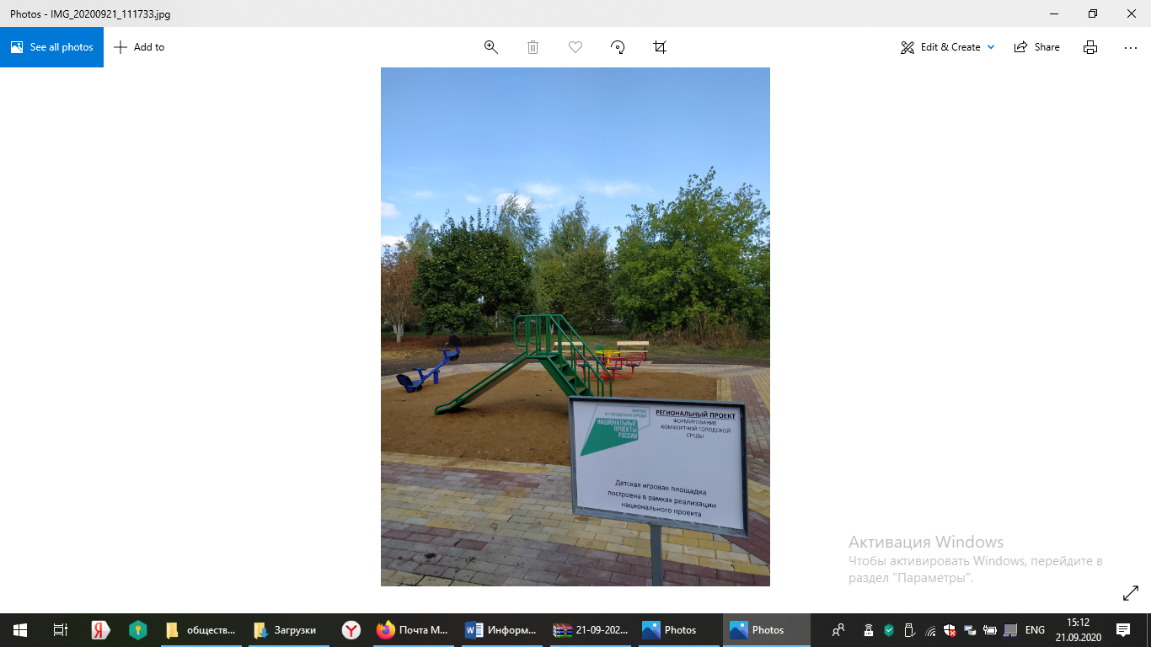 Photos - IMG_20200921_111733.jpg
See all photos
Add to
Edit & Create
Share
НАЦИОНАЛЬНЫЕ
ПРОЕКТЫ
РОССИИ
РЕГИОНАЛЬНЫЙ ПРОЕКТ
ФОРМИРОВАНИЕ
КОМФОРТНОЙ ГОРОДСКОЙ
СРЕДЫ
Детская игровая площадка
построена в рамках реализации
национального проекта
Активация Windows
Чтобы активировать Windows, перейдите в
раздел "Параметры".
обществ...
Загрузки
Почта М...
Информ...
21-09-202...
Photos
Photos
ENG
15:12
21.09.2020